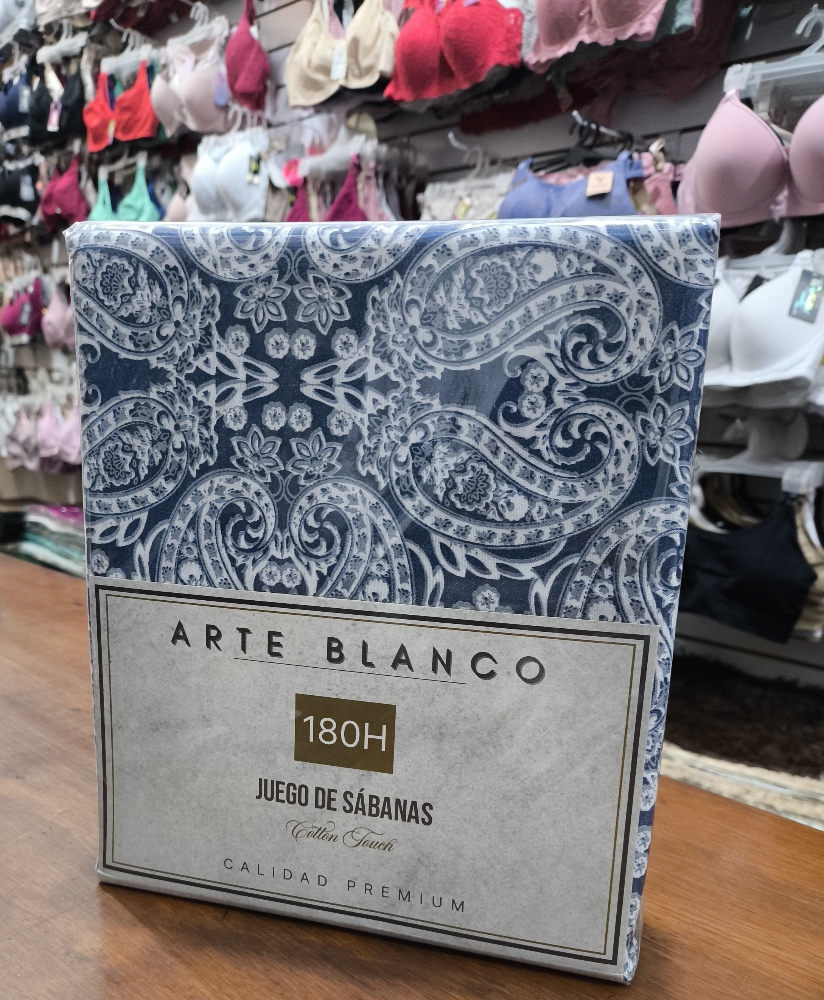 ARTE BLANCO
180H
JUEGO DE SÁBANAS
Cotton Touch
CALIDAD PREMIUM